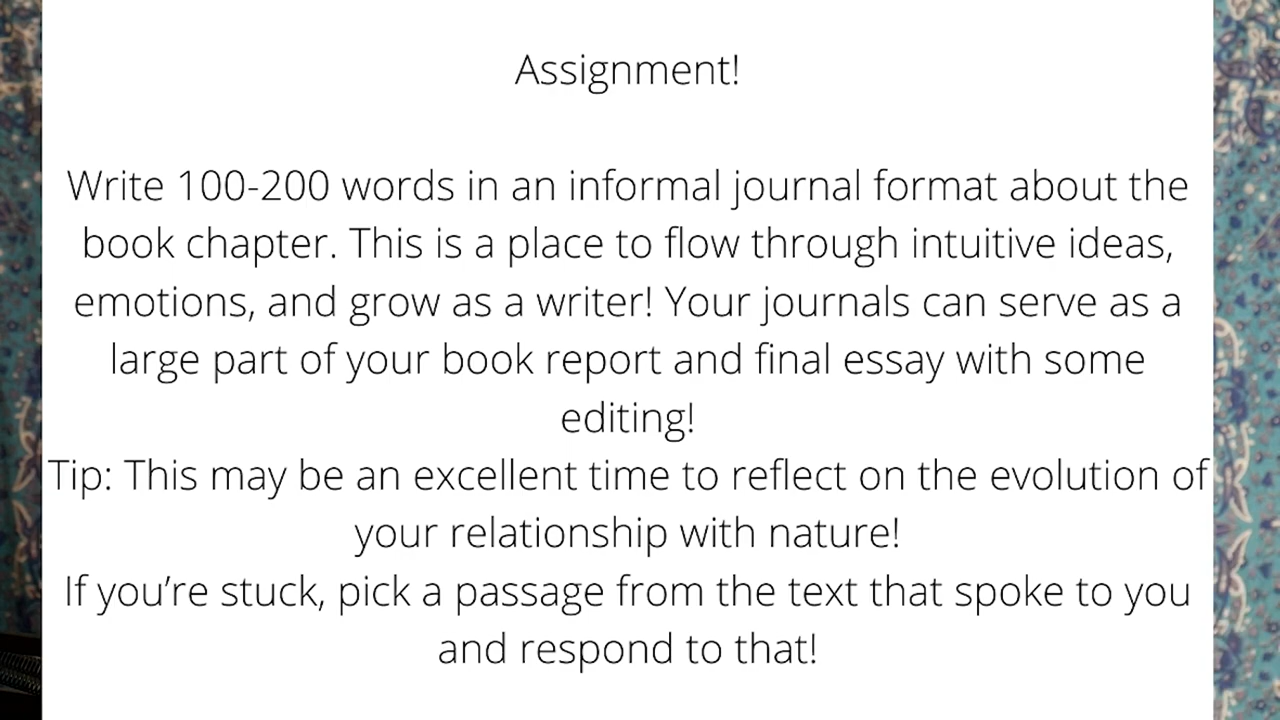 Assignment!
Write 100-200 words in an informal journal format about the
book chapter. This is a place to flow through intuitive ideas,
emotions, and grow as a writer! Your journals can serve as a
large part of your book report and final essay with some
editing!
Tip: This may be an excellent time to reflect on the evolution of
your relationship with nature!
If you’re stuck, pick a passage from the text that spoke to you
and respond to that!